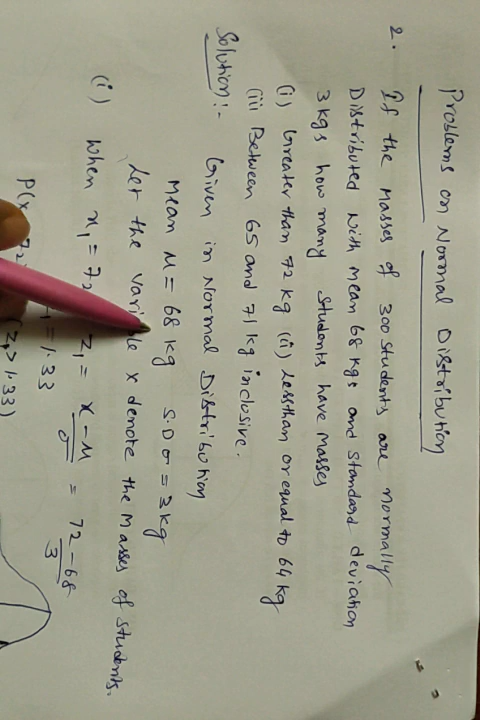 Problems on Normal Distribution
2. If the Masses of 300 Students are normally
Distributed with mean 68 kgs and Standard deviation
3 kgs how many Students have Masses
(i) Greater than 72 kg (ii) Lessthan or equal to 64 kg
(iii) Between 65 and 71 kg inclusive.
Solution:- Given in Normal Distribution
Mean M = 68 kg S.D σ = 3 kg
Let the x denote the Masses of Students.
(i) When x₁ = 72 z₁ = x - M / σ = 72 - 68 / 3
= 1.33
P(x 72 (z₁ > 1.33)